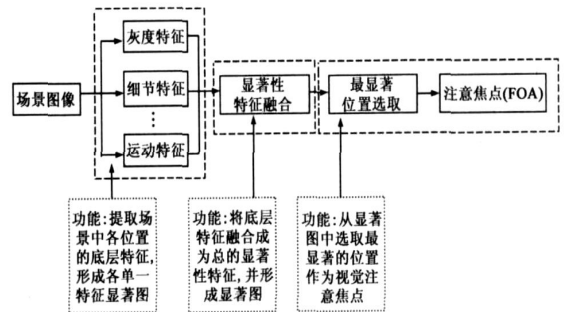 灰度特征
场景图像
细节特征
⋮
运动特征
显著性
特征融合
最显著
位置选取
注意焦点(FOA)
功能:提取场
景中各位置
的底层特征,
形成各单一
特征显著图
功能:将底层
特征融合成
为总的显著
性特征,并形
成显著图
功能:从显著
图中选取最
显著的位置
作为视觉注
意焦点